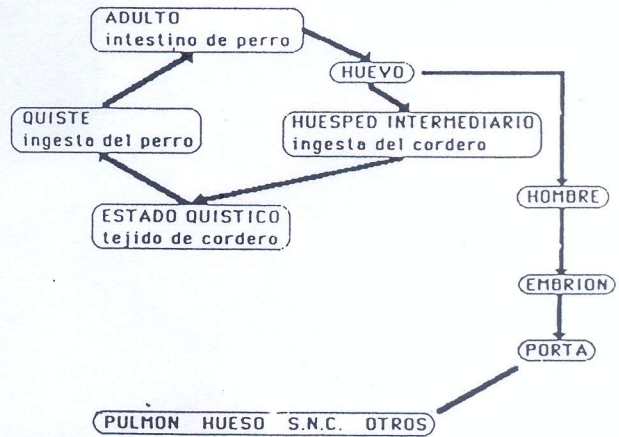 ADULTO
intestino de perro
HUEVO
QUISTE
ingesta del perro
HUESPED INTERMEDIARIO
ingesta del cordero
HOMBRE
ESTADO QUISTICO
tejido de cordero
EMBRION
PORTA
PULMON HUESO S.N.C. OTROS